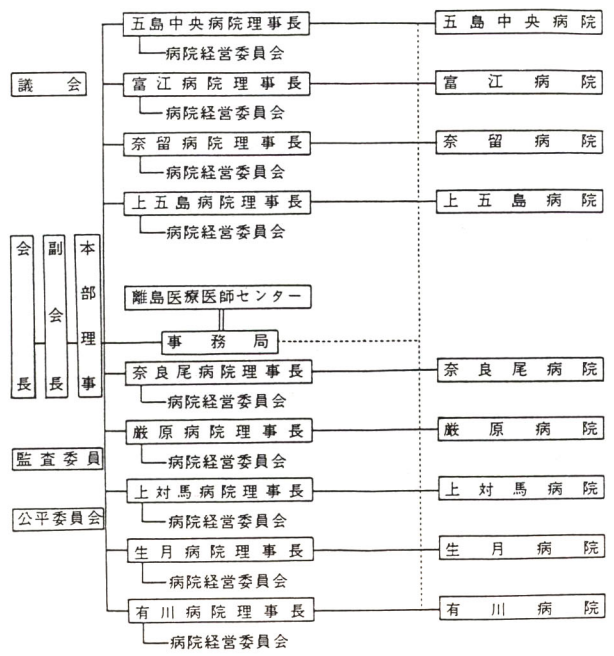 五島中央病院理事長 五島中央病院
病院経営委員会
議会 富江病院理事長 富江病院
病院経営委員会
奈留病院理事長 奈留病院
病院経営委員会
上五島病院理事長 上五島病院
病院経営委員会
会長
副会長
本部理事
離島医療医師センター
事務局
奈良尾病院理事長 奈良尾病院
病院経営委員会
厳原病院理事長 厳原病院
監査委員 病院経営委員会
上対馬病院理事長 上対馬病院
公平委員会 病院経営委員会
生月病院理事長 生月病院
病院経営委員会
有川病院理事長 有川病院
病院経営委員会